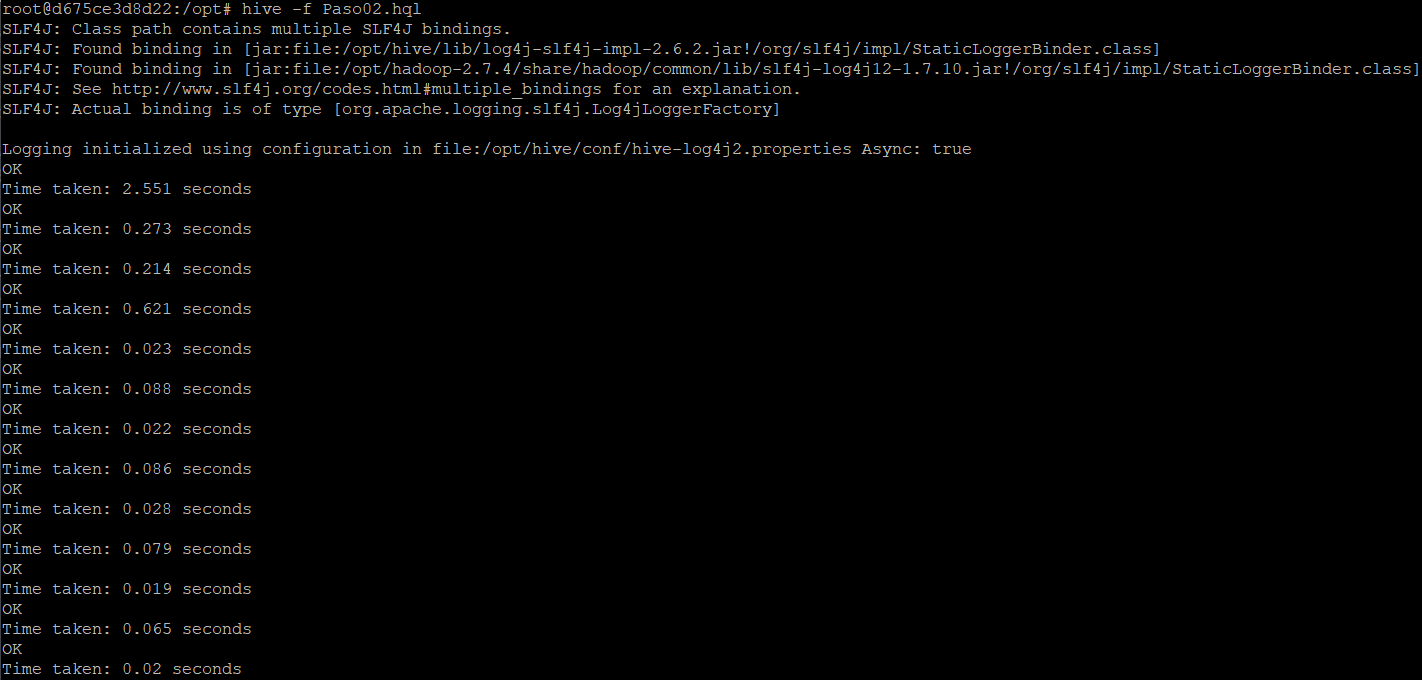 root@d675ce3d8d22:/opt# hive -f Paso02.hql
SLF4J: Class path contains multiple SLF4J bindings.
SLF4J: Found binding in [jar:file:/opt/hive/lib/log4j-slf4j-impl-2.6.2.jar!/org/slf4j/impl/StaticLoggerBinder.class]
SLF4J: Found binding in [jar:file:/opt/hadoop-2.7.4/share/hadoop/common/lib/slf4j-log4j12-1.7.10.jar!/org/slf4j/impl/StaticLoggerBinder.class]
SLF4J: See http://www.slf4j.org/codes.html#multiple_bindings for an explanation.
SLF4J: Actual binding is of type [org.apache.logging.slf4j.Log4jLoggerFactory]
Logging initialized using configuration in file:/opt/hive/conf/hive-log4j2.properties Async: true
OK
Time taken: 2.551 seconds
OK
Time taken: 0.273 seconds
OK
Time taken: 0.214 seconds
OK
Time taken: 0.621 seconds
OK
Time taken: 0.023 seconds
OK
Time taken: 0.088 seconds
OK
Time taken: 0.022 seconds
OK
Time taken: 0.086 seconds
OK
Time taken: 0.028 seconds
OK
Time taken: 0.079 seconds
OK
Time taken: 0.019 seconds
OK
Time taken: 0.065 seconds
OK
Time taken: 0.02 seconds